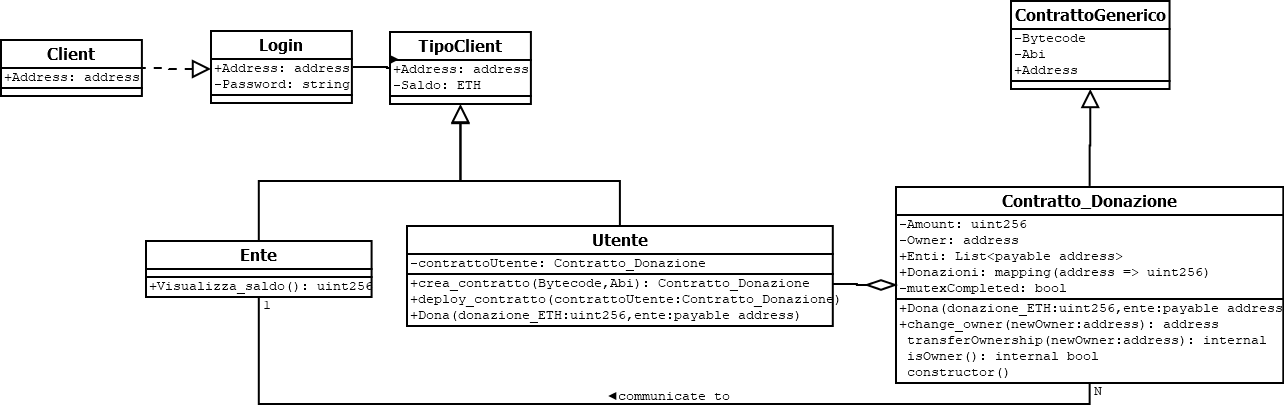 Client
+Address: address
Login
+Address: address
-Password: string
TipoClient
+Address: address
-Saldo: ETH
ContrattoGenerico
-Bytecode
-Abi
+Address
Ente
+Visualizza_saldo(): uint256
1
Utente
-contrattoUtente: Contratto_Donazione
+crea_contratto(Bytecode,Abi): Contratto_Donazione
+deploy_contratto(contrattoUtente:Contratto_Donazione)
+Dona(donazione_ETH:uint256,ente:payable address)
Contratto_Donazione
-Amount: uint256
-Owner: address
+Enti: List<payable address>
+Donazioni: mapping(address => uint256)
-mutexCompleted: bool
+Dona(donazione_ETH:uint256,ente:payable address
+change_owner(newOwner:address): address
transferOwnership(newOwner:address): internal
isOwner(): internal bool
constructor()
N
◄communicate to